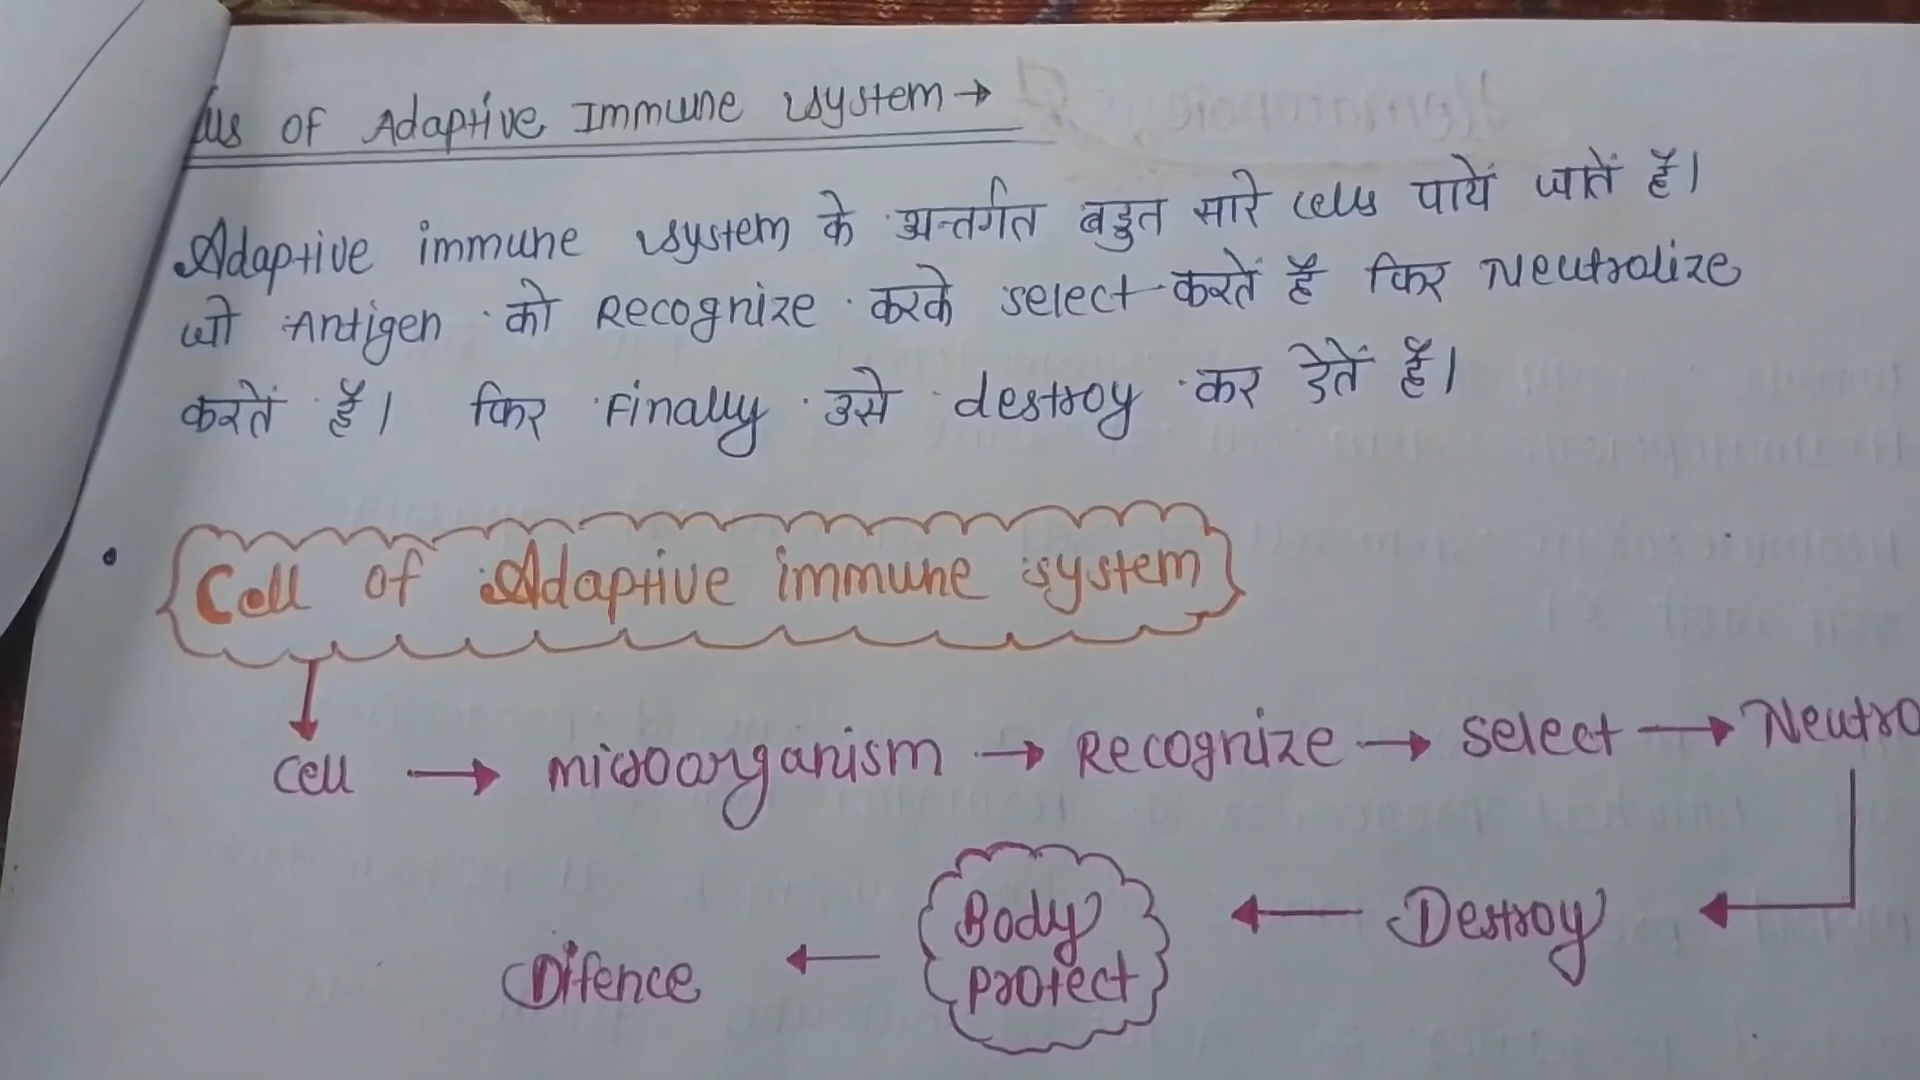 of Adaptive Immune system →
Adaptive immune system के अन्तर्गत बहुत सारे cells पायें जातें हैं।
जो Antigen को Recognize करके select करतें हैं फिर Neutralize
करतें हैं। फिर Finally उसे destroy कर देतें हैं।
• Cell of Adaptive immune system
Cell → microorganism → Recognize → select → Neutro
Destroy
Body
protect
Difence